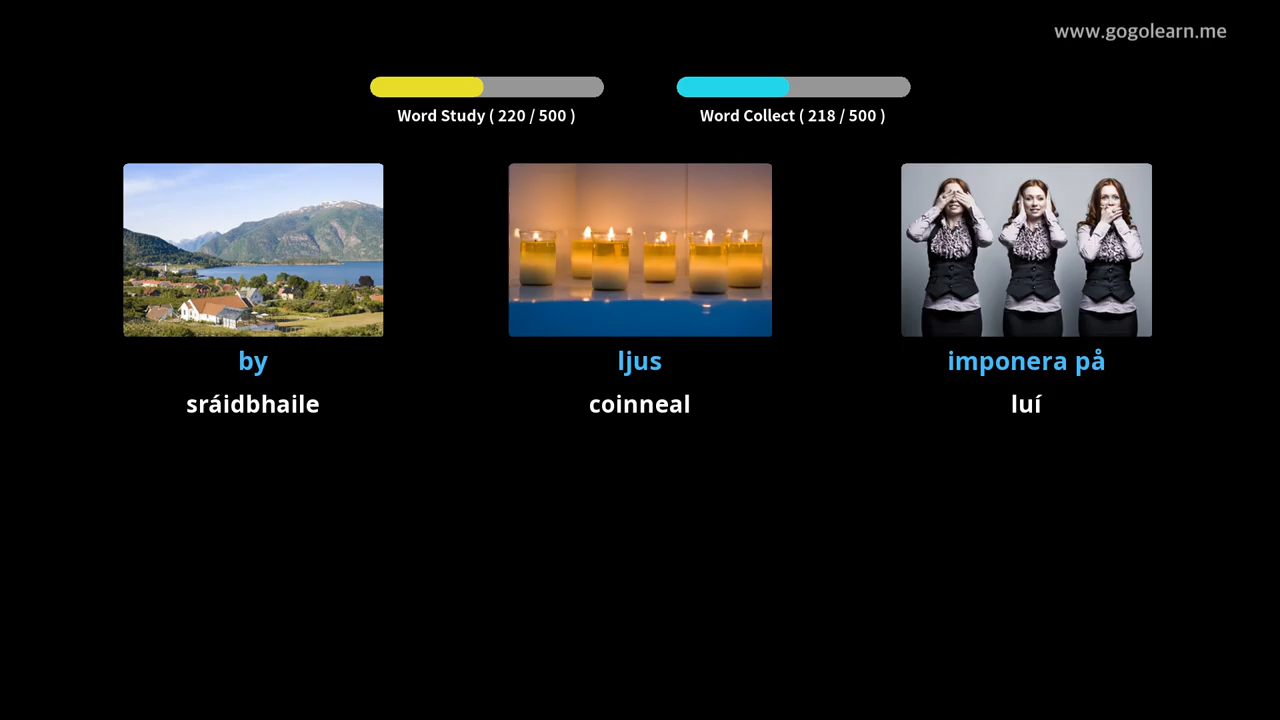 www.gogolearn.me
Word Study ( 220 / 500 )
Word Collect ( 218 / 500 )
by
ljus
imponera på
sráidbhaile
coinneal
luí